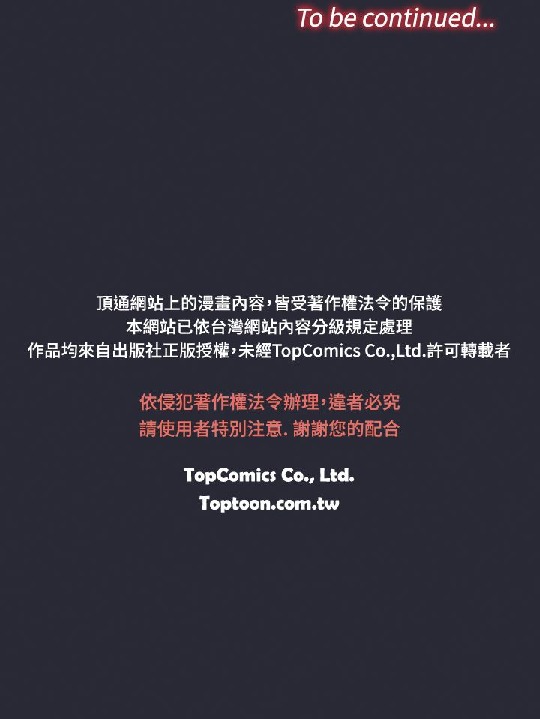 To be continued...
頂通網站上的漫畫內容，皆受著作權法令的保護
本網站已依台灣網站內容分級規定處理
作品均來自出版社正版授權，未經TopComics Co.,Ltd.許可轉載者
依侵犯著作權法令辦理，違者必究
請使用者特別注意. 謝謝您的配合
TopComics Co., Ltd.
Toptoon.com.tw